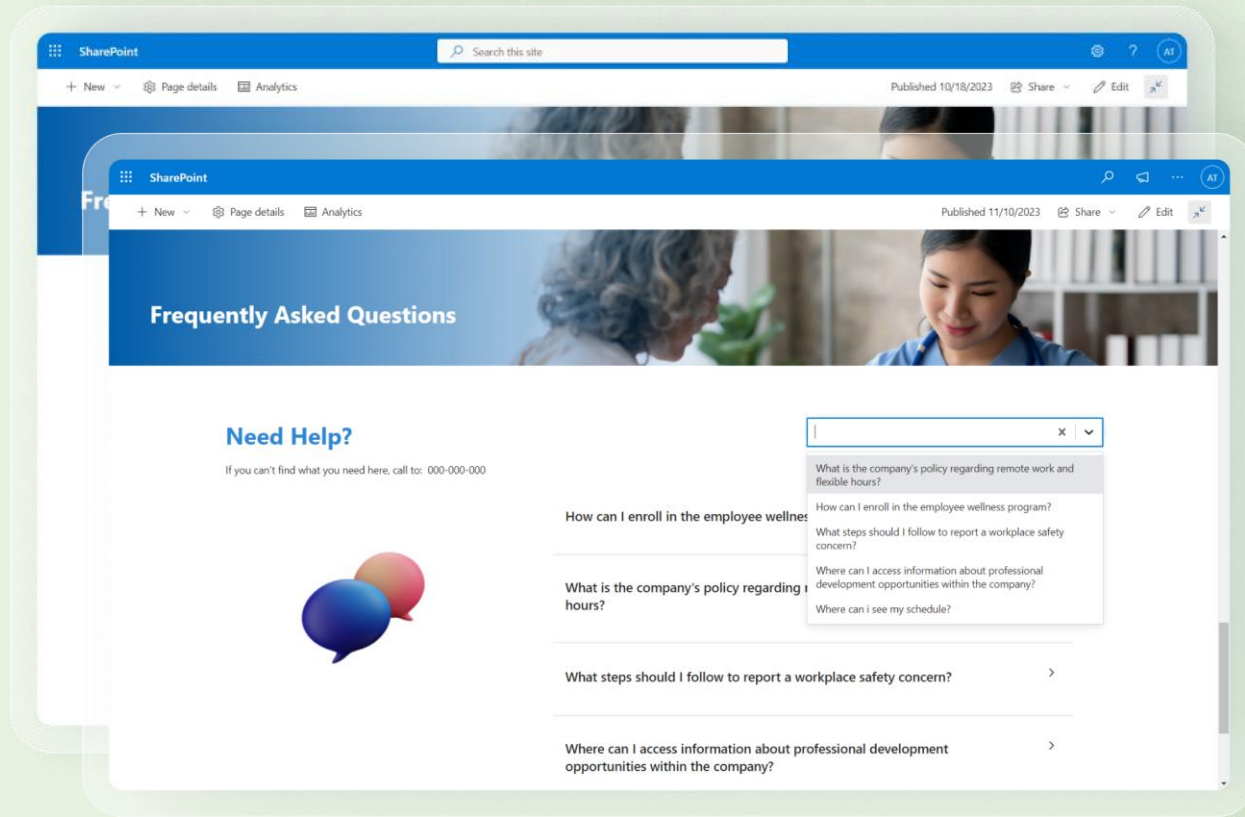 SharePoint
Search this site
?
AT
+ New
Page details
Analytics
Published 10/18/2023
Share
Edit
Fre
SharePoint
...
AT
+ New
Page details
Analytics
Published 11/10/2023
Share
Edit
Frequently Asked Questions
Need Help?
If you can't find what you need here, call to: 000-000-000
What is the company's policy regarding remote work and
flexible hours?
How can I enroll in the employee wellness program?
What steps should I follow to report a workplace safety
concern?
Where can I access information about professional
development opportunities within the company?
Where can i see my schedule?
How can I enroll in the employee wellnes
What is the company's policy regarding
hours?
What steps should I follow to report a workplace safety concern?
Where can I access information about professional development
opportunities within the company?